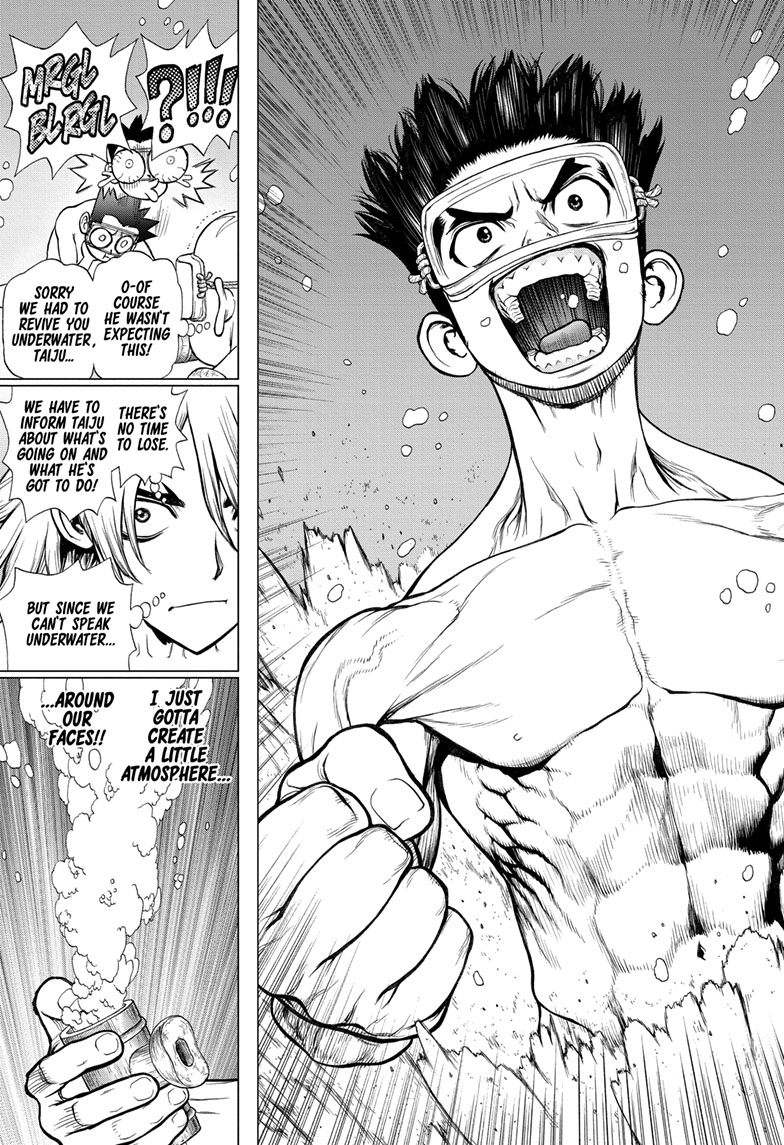 ?!!!
MRGL
BLRGL
O-OF
COURSE
HE WASN'T
EXPECTING
THIS!
SORRY
WE HAD TO
REVIVE YOU
UNDERWATER,
TAIJU...
THERE'S
NO TIME
TO LOSE.
WE HAVE TO
INFORM TAIJU
ABOUT WHAT'S
GOING ON AND
WHAT HE'S
GOT TO DO!
BUT SINCE WE
CAN'T SPEAK
UNDERWATER...
I JUST
GOTTA
CREATE
A LITTLE
ATMOSPHERE...
...AROUND
OUR
FACES!!